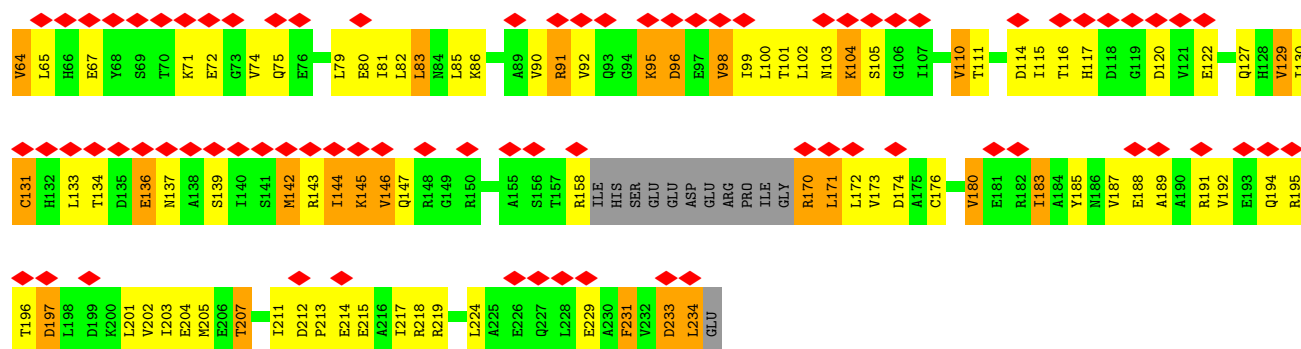 V64 L65 H66 E67 Y68 S69 T70 K71 E72 G73 V74 Q75 E76 L79 E80 I81 L82 L83 N84 L85 K86 A89 V90 R91 V92 Q93 G94 K95 D96 E97 V98 I99 L100 T101 L102 N103 K104 S105 G106 I107 V110 T111 D114 I115 T116 H117 D118 G119 D120 V121 E122 Q127 H128 V129 I130
C131 H132 L133 T134 D135 E136 N137 A138 S139 I140 S141 M142 R143 I144 K145 V146 Q147 R148 G149 R150 A155 S156 T157 R158 ILE HIS SER GLU GLU ASP GLU ARG PRO ILE GLY R170 L171 L172 V173 D174 A175 C176 V180 E181 R182 I183 A184 Y185 N186 V187 E188 A189 A190 R191 V192 E193 Q194 R195
T196 D197 L198 D199 K200 L201 V202 I203 E204 M205 E206 T207 I211 D212 P213 E214 E215 A216 I217 R218 R219 L224 A225 E226 Q227 L228 E229 A230 F231 V232 D233 L234 GLU